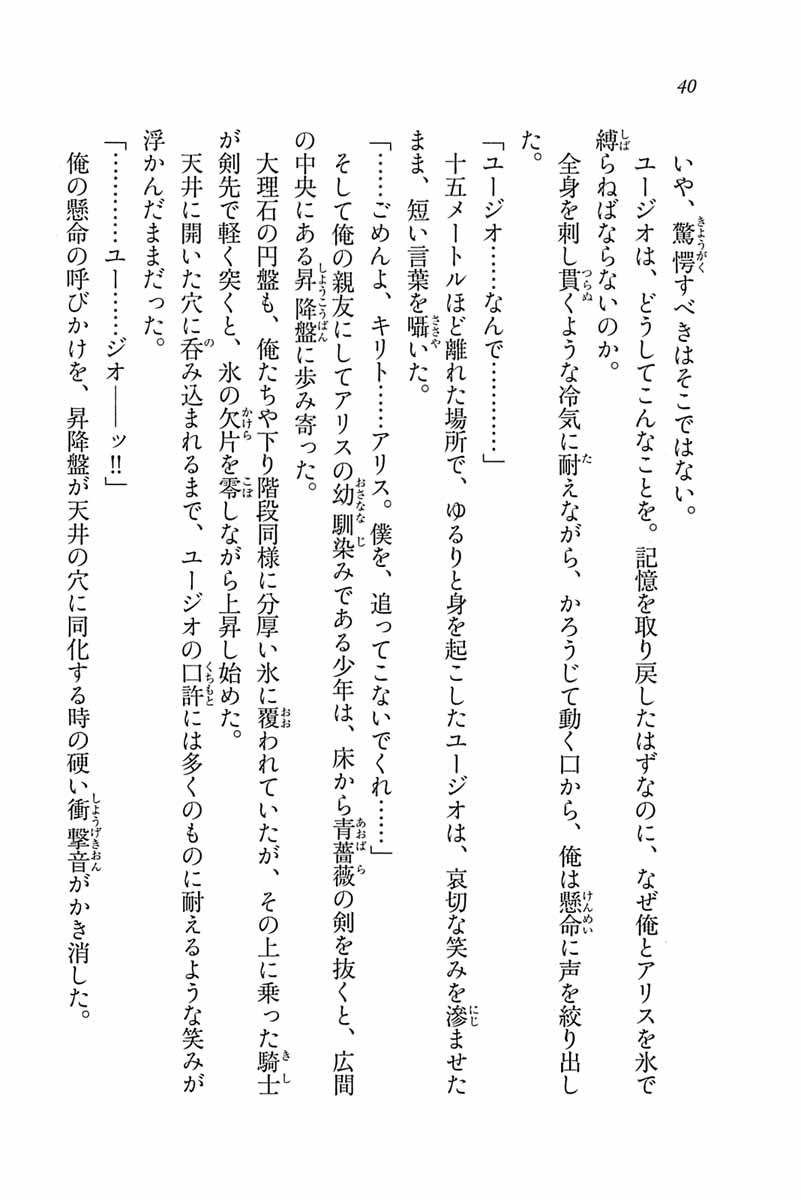 40
いや、驚愕すべきはそこではない。
ユージオは、どうしてこんなことを。記憶を取り戻したはずなのに、なぜ俺とアリスを氷で
縛らねばならないのか。
全身を刺し貫くような冷気に耐えながら、かろうじて動く口から、俺は懸命に声を絞り出し
た。
「ユージオ……なんで…………」
十五メートルほど離れた場所で、ゆるりと身を起こしたユージオは、哀切な笑みを滲ませた
まま、短い言葉を囁いた。
「……ごめんよ、キリト……アリス。僕を、追ってこないでくれ……」
そして俺の親友にしてアリスの幼馴染みである少年は、床から青薔薇の剣を抜くと、広間
の中央にある昇降盤に歩み寄った。
大理石の円盤も、俺たちや下り階段同様に分厚い氷に覆われていたが、その上に乗った騎士
が剣先で軽く突くと、氷の欠片を零しながら上昇し始めた。
天井に開いた穴に呑み込まれるまで、ユージオの口許には多くのものに耐えるような笑みが
浮かんだままだった。
「…………ユー……ジオ――ッ!!」
俺の懸命の呼びかけを、昇降盤が天井の穴に同化する時の硬い衝撃音がかき消した。